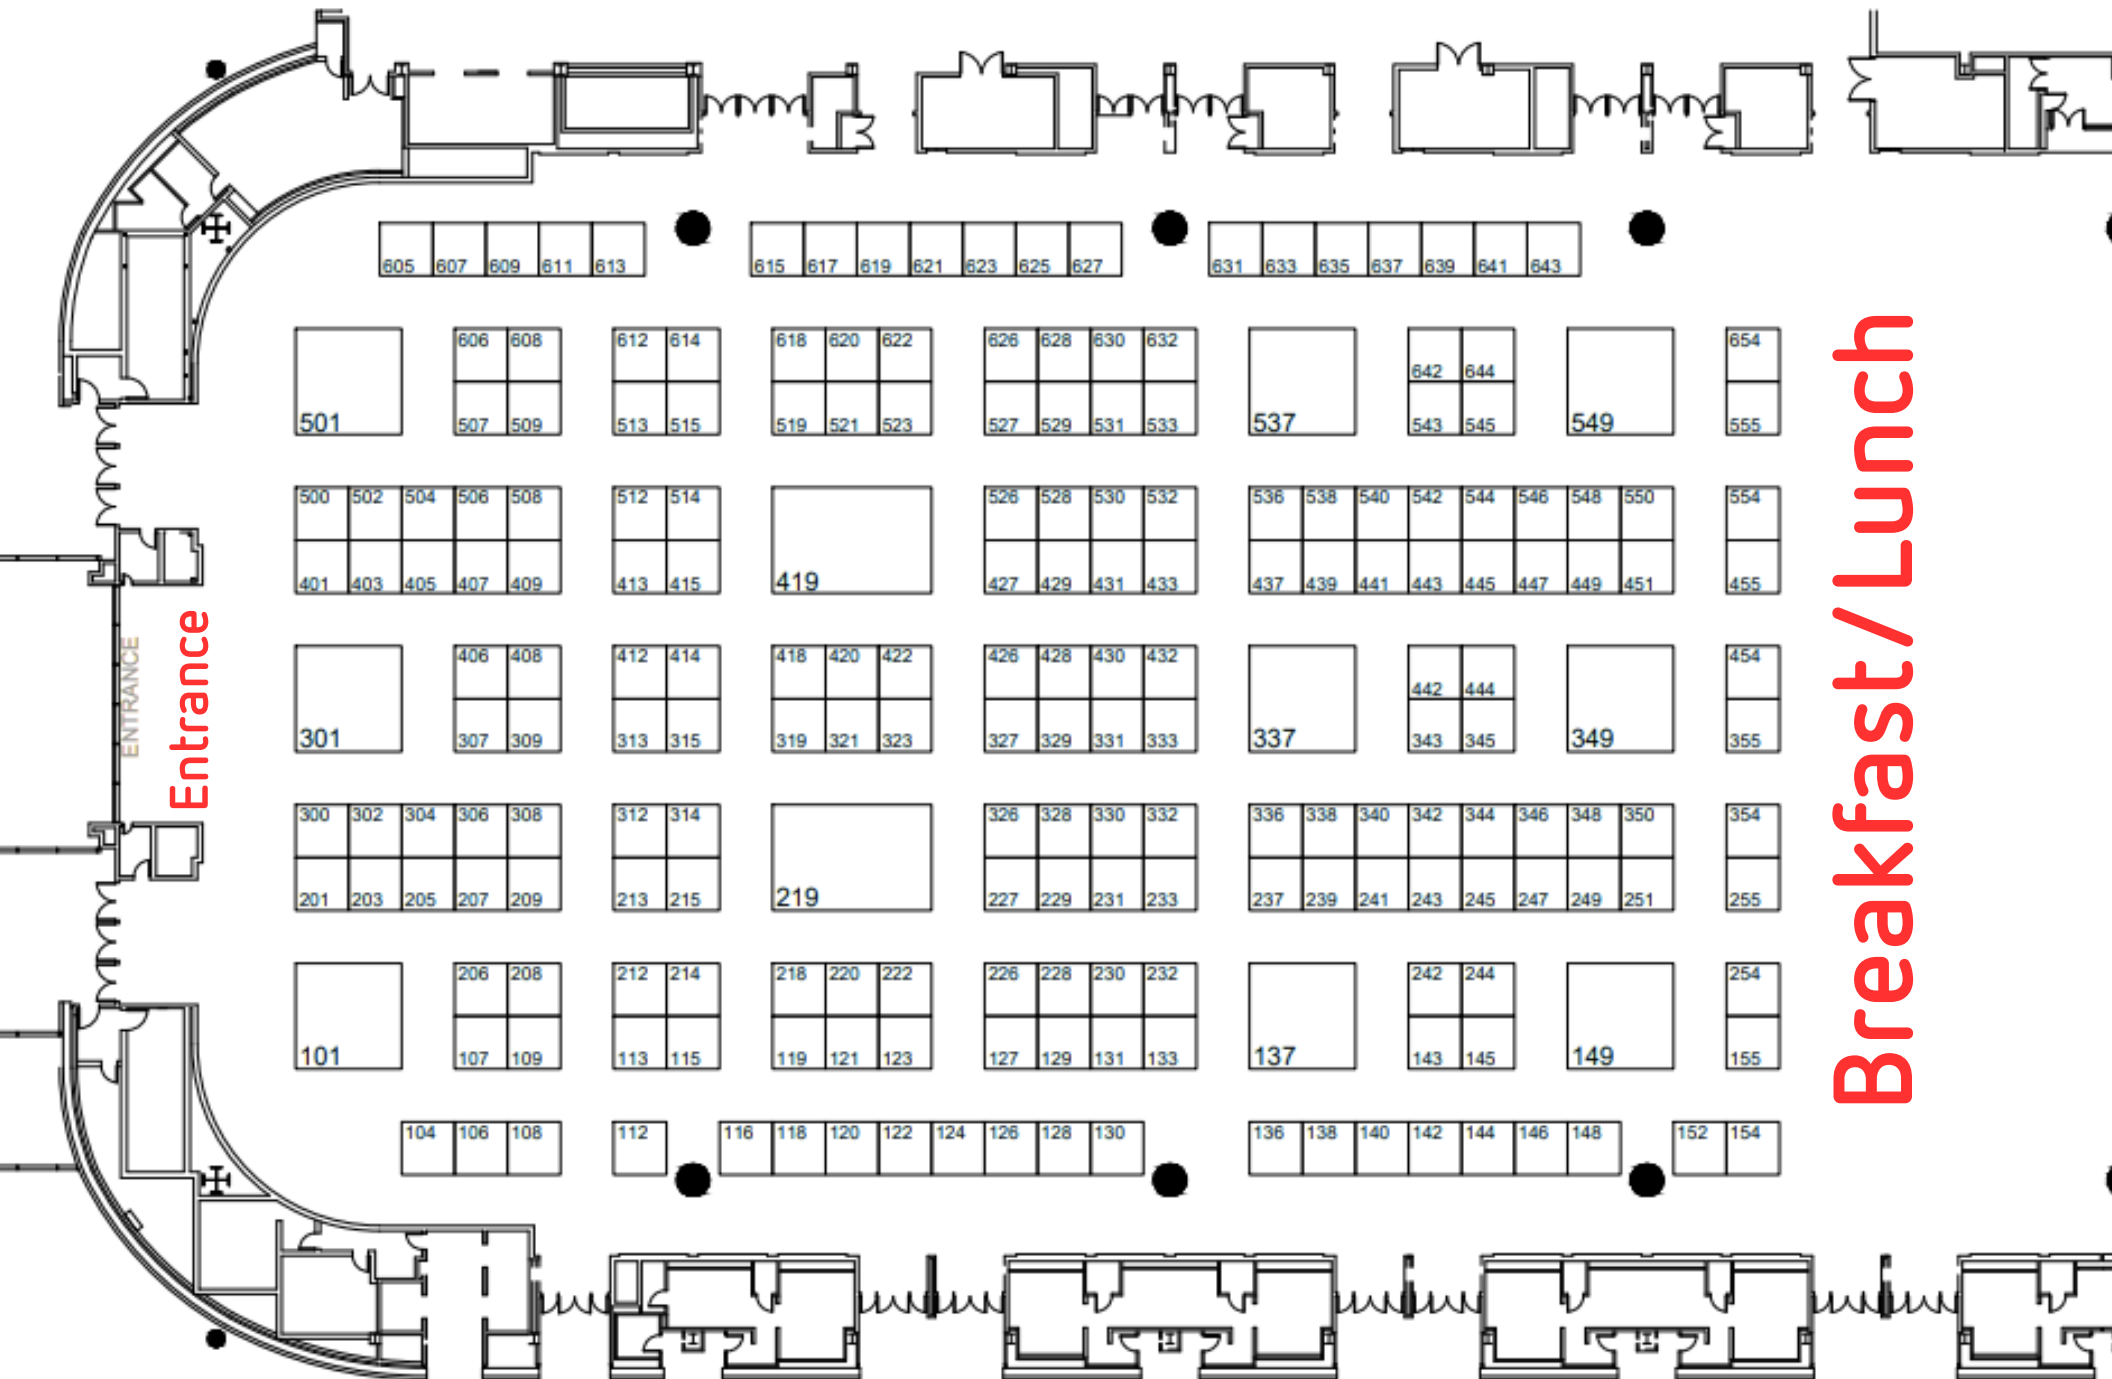 605 607 609 611 613 615 617 619 621 623 625 627 631 633 635 637 639 641 643
606 608 612 614 618 620 622 626 628 630 632 654
642 644
501 507 509 513 515 519 521 523 527 529 531 533 537 543 545 549 555
500 502 504 506 508 512 514 526 528 530 532 536 538 540 542 544 546 548 550 554
401 403 405 407 409 413 415 419 427 429 431 433 437 439 441 443 445 447 449 451 455
ENTRANCE
Entrance
406 408 412 414 418 420 422 426 428 430 432 454
442 444
301 307 309 313 315 319 321 323 327 329 331 333 337 343 345 349 355
300 302 304 306 308 312 314 326 328 330 332 336 338 340 342 344 346 348 350 354
201 203 205 207 209 213 215 219 227 229 231 233 237 239 241 243 245 247 249 251 255
206 208 212 214 218 220 222 226 228 230 232 242 244 254
101 107 109 113 115 119 121 123 127 129 131 133 137 143 145 149 155
104 106 108 112 116 118 120 122 124 126 128 130 136 138 140 142 144 146 148 152 154
Breakfast/Lunch